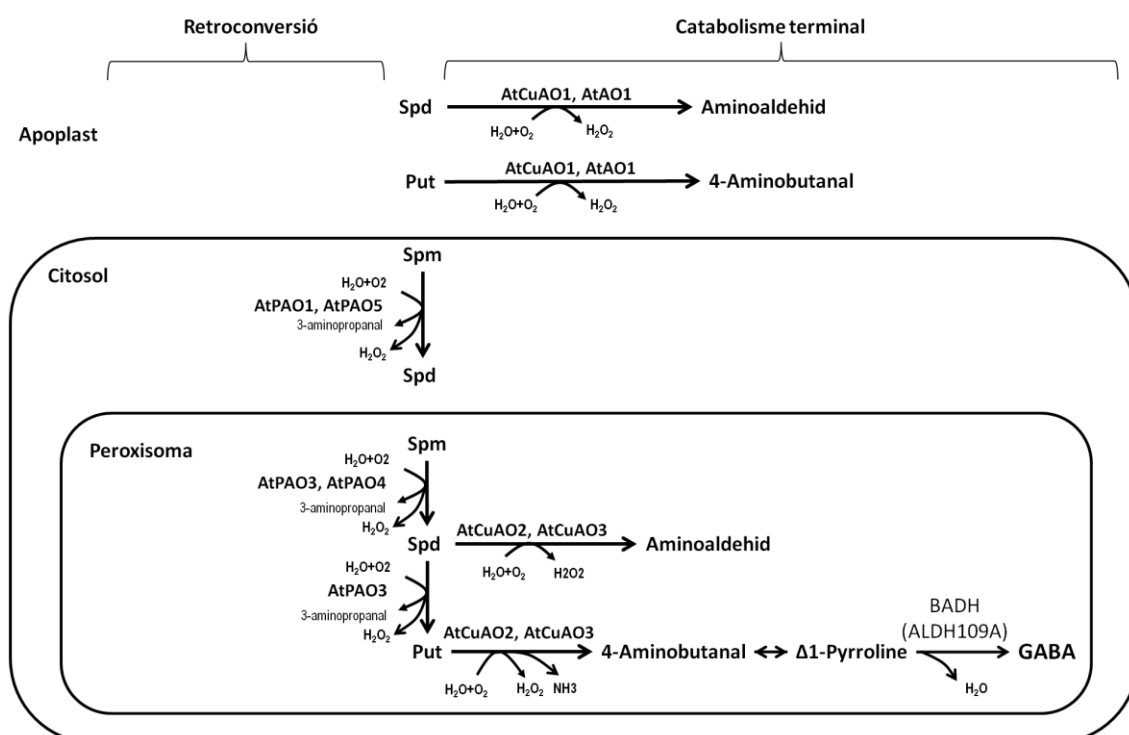 Retroconversió
Catabolisme terminal
Apoplast
Spd
AtCuAO1, AtAO1
Aminoaldehid
H₂O+O₂
H₂O₂
Put
AtCuAO1, AtAO1
4-Aminobutanal
H₂O+O₂
H₂O₂
Citosol
Spm
H₂O+O2
AtPAO1, AtPAO5
3-aminopropanal
H₂O₂
Spd
Peroxisoma
Spm
H₂O+O2
AtPAO3, AtPAO4
3-aminopropanal
H₂O₂
Spd
AtCuAO2, AtCuAO3
Aminoaldehid
H₂O+O₂
H2O2
H₂O+O2
AtPAO3
3-aminopropanal
H₂O₂
Put
AtCuAO2, AtCuAO3
4-Aminobutanal
Δ1-Pyrroline
BADH
(ALDH109A)
GABA
H₂O+O₂
H₂O₂
NH3
H₂O